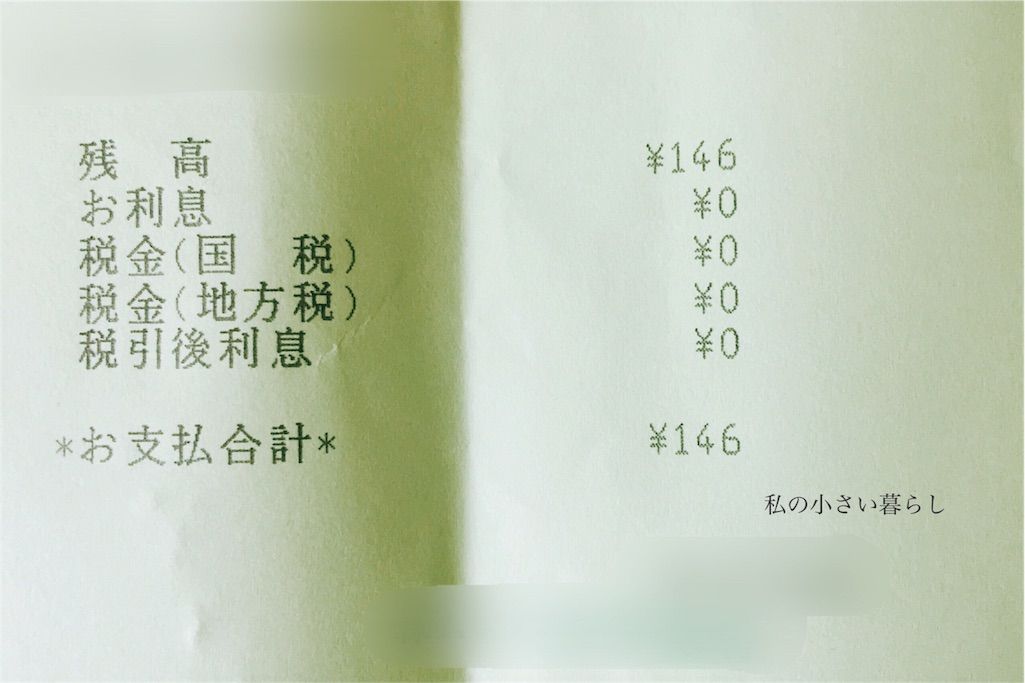 残　高 ¥146
お利息 ¥0
税金(国　税) ¥0
税金(地方税) ¥0
税引後利息 ¥0
*お支払合計* ¥146
私の小さい暮らし